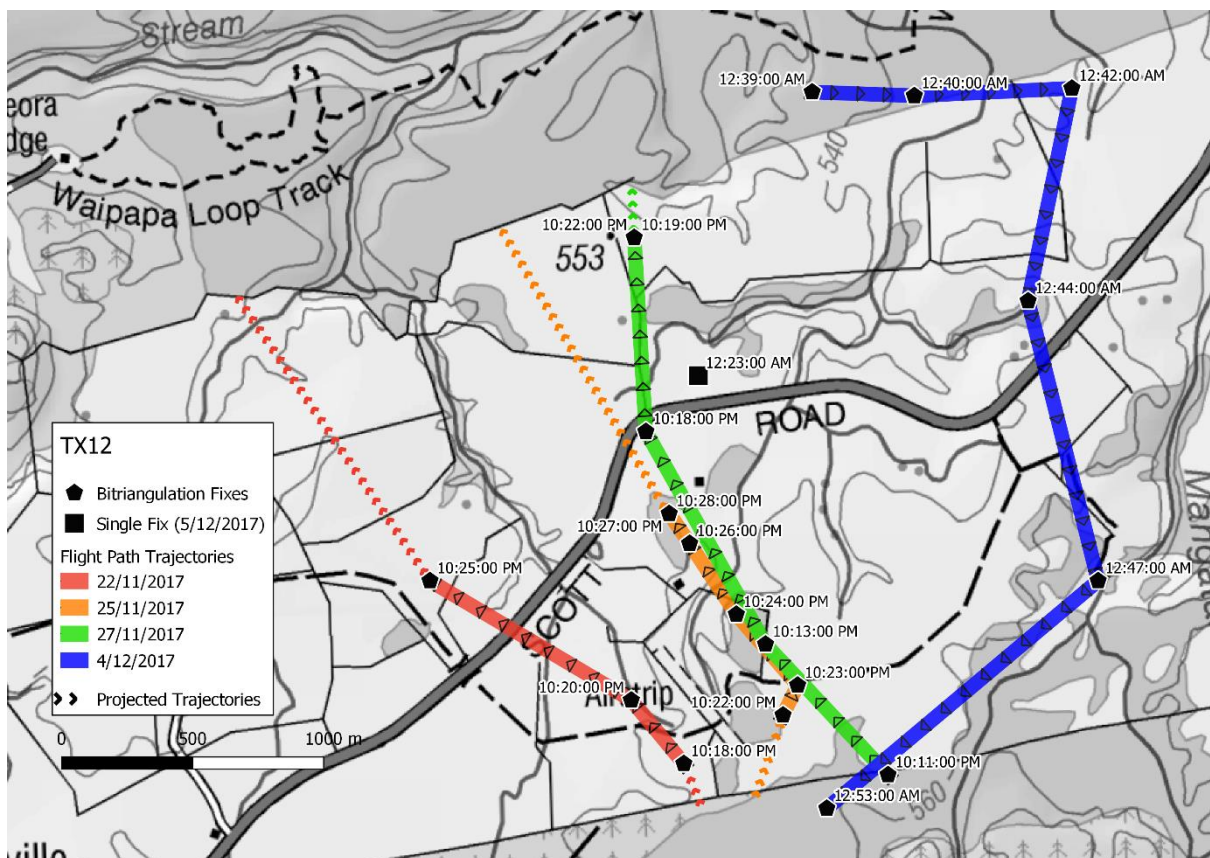 Stream
eora
dge
Waipapa Loop Track
12:39:00 AM
12:40:00 AM
12:42:00 AM
540
10:22:00 PM
10:19:00 PM
553
12:44:00 AM
12:23:00 AM
10:18:00 PM
ROAD
10:28:00 PM
10:27:00 PM
10:26:00 PM
10:25:00 PM
12:47:00 AM
10:24:00 PM
10:13:00 PM
SCOTT
10:20:00 PM
10:23:00 PM
Airstrip
10:22:00 PM
10:18:00 PM
10:11:00 PM
12:53:00 AM
560
ville
TX12
Bitriangulation Fixes
Single Fix (5/12/2017)
Flight Path Trajectories
22/11/2017
25/11/2017
27/11/2017
4/12/2017
Projected Trajectories
0 500 1000 m